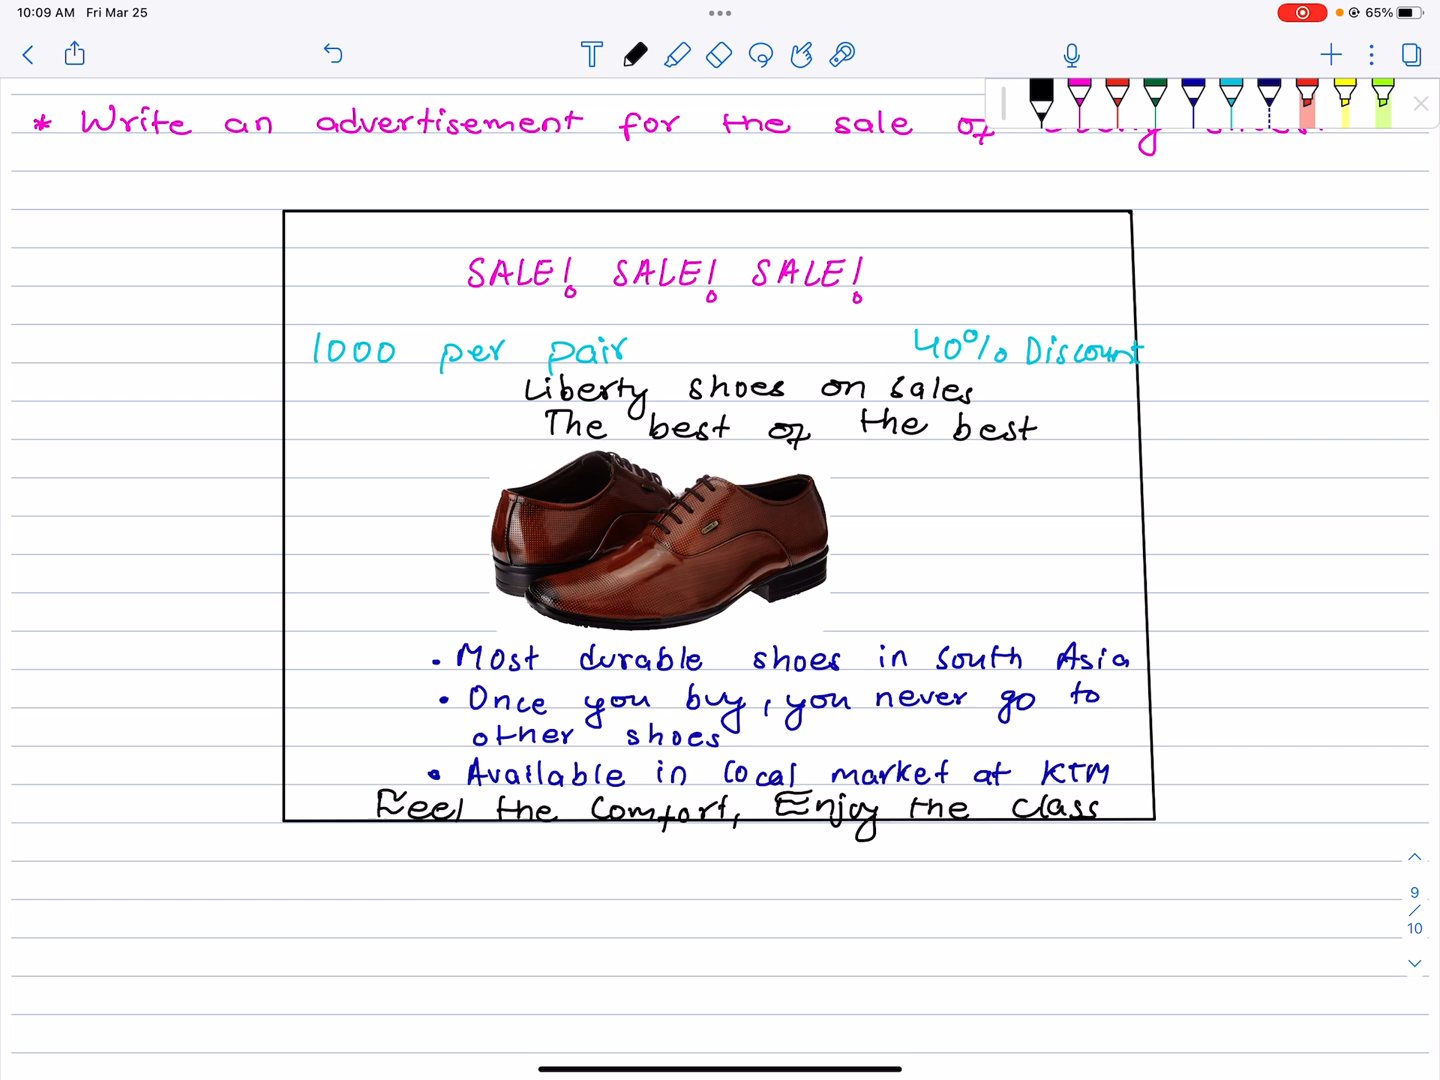 10:09 AM Fri Mar 25
65%
* Write an advertisement for the sale of
SALE! SALE! SALE!
1000 per pair 40% Discount
Liberty shoes on sales
The best of the best
• Most durable shoes in south Asia
• Once you buy, you never go to
other shoes
• Available in local market at KTM
Feel the comfort, Enjoy the class
9
/
10